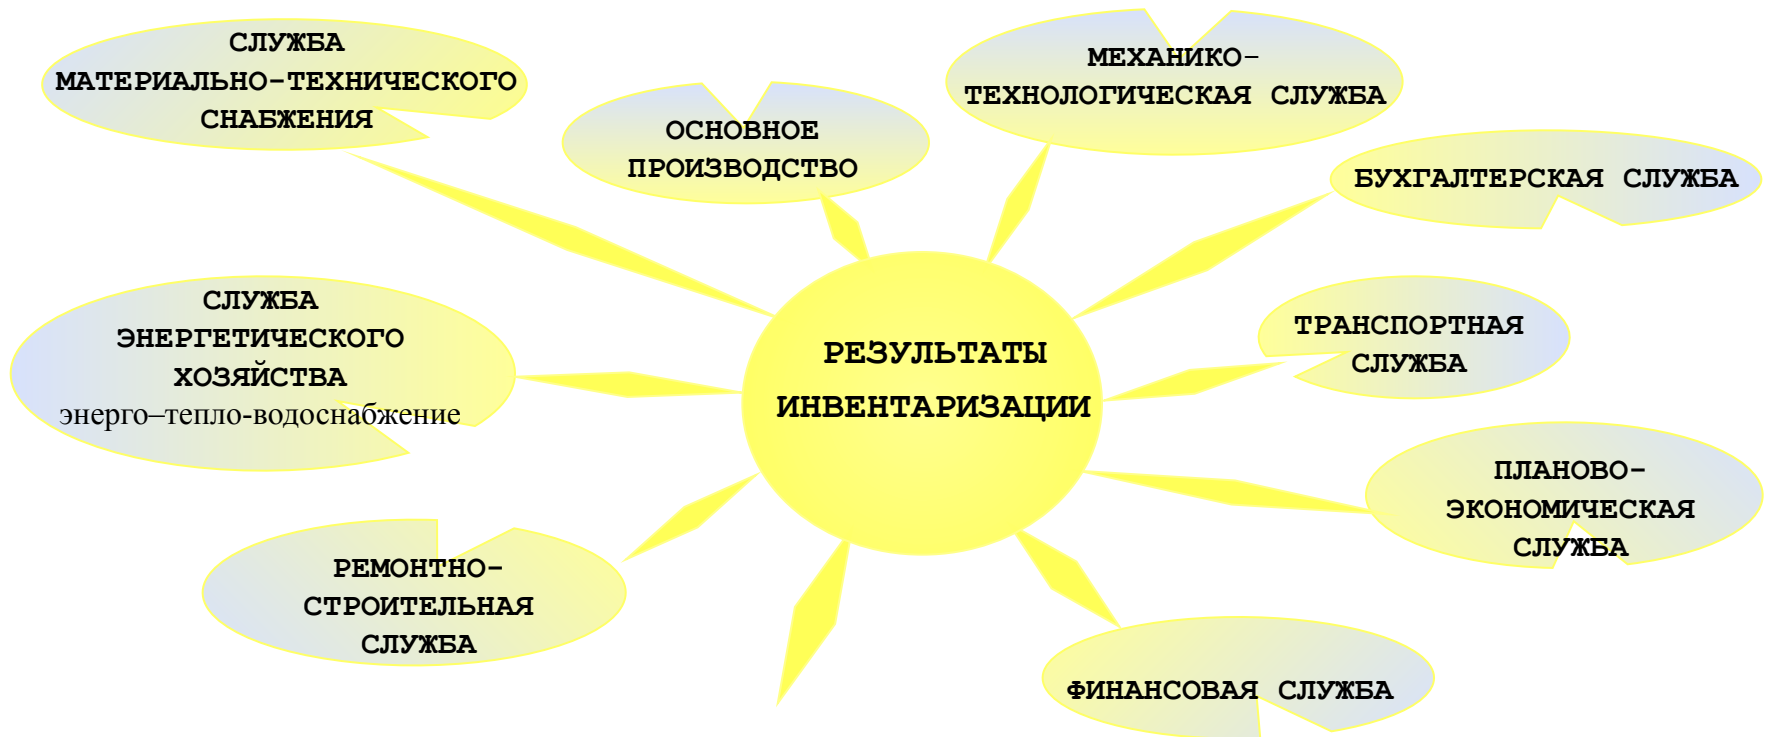 СЛУЖБА
МАТЕРИАЛЬНО-ТЕХНИЧЕСКОГО
СНАБЖЕНИЯ
ОСНОВНОЕ
ПРОИЗВОДСТВО
МЕХАНИКО-
ТЕХНОЛОГИЧЕСКАЯ СЛУЖБА
БУХГАЛТЕРСКАЯ СЛУЖБА
СЛУЖБА
ЭНЕРГЕТИЧЕСКОГО
ХОЗЯЙСТВА
энерго–тепло-водоснабжение
РЕЗУЛЬТАТЫ
ИНВЕНТАРИЗАЦИИ
ТРАНСПОРТНАЯ
СЛУЖБА
ПЛАНОВО-
ЭКОНОМИЧЕСКАЯ
СЛУЖБА
РЕМОНТНО-
СТРОИТЕЛЬНАЯ
СЛУЖБА
ФИНАНСОВАЯ СЛУЖБА